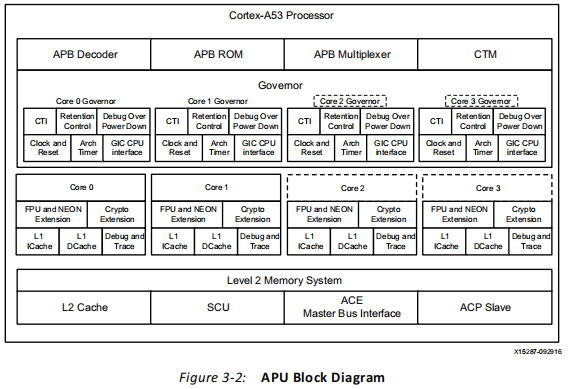 Cortex-A53 Processor
APB Decoder
APB ROM
APB Multiplexer
CTM
Governor
Core 0 Governor
Core 1 Governor
Core 2 Governor
Core 3 Governor
CTI
Retention
Control
Debug Over
Power Down
CTI
Retention
Control
Debug Over
Power Down
CTI
Retention
Control
Debug Over
Power Down
CTI
Retention
Control
Debug Over
Power Down
Clock and
Reset
Arch
Timer
GIC CPU
interface
Clock and
Reset
Arch
Timer
GIC CPU
interface
Clock and
Reset
Arch
Timer
GIC CPU
interface
Clock and
Reset
Arch
Timer
GIC CPU
interface
Core 0
Core 1
Core 2
Core 3
FPU and NEON
Extension
Crypto
Extension
FPU and NEON
Extension
Crypto
Extension
FPU and NEON
Extension
Crypto
Extension
FPU and NEON
Extension
Crypto
Extension
L1
ICache
L1
DCache
Debug and
Trace
L1
ICache
L1
DCache
Debug and
Trace
L1
ICache
L1
DCache
Debug and
Trace
L1
ICache
L1
DCache
Debug and
Trace
Level 2 Memory System
L2 Cache
SCU
ACE
Master Bus Interface
ACP Slave
X15287-092916
Figure 3-2: APU Block Diagram